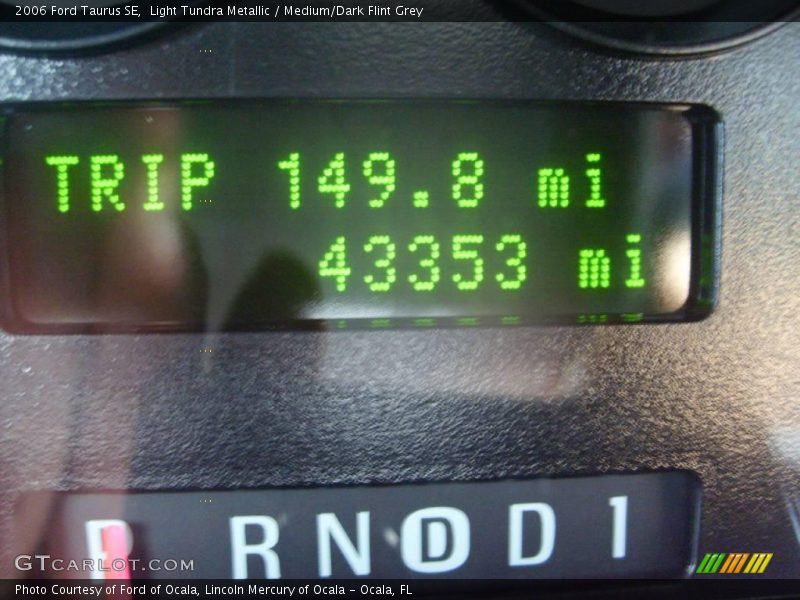 2006 Ford Taurus SE,  Light Tundra Metallic / Medium/Dark Flint Grey
TRIP 149.8 mi
43353 mi
P R N D D 1
GTCARLOT.COM
Photo Courtesy of Ford of Ocala, Lincoln Mercury of Ocala - Ocala, FL